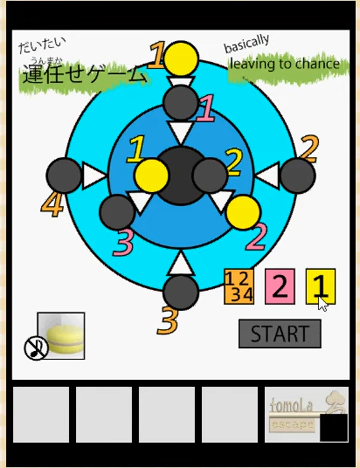 だいたい
うんまか
運任せゲーム
basically
leaving to chance
1
1
1 2
4 2
3 2
3
1 2
3 4
2
1
START
tomoLa
escape